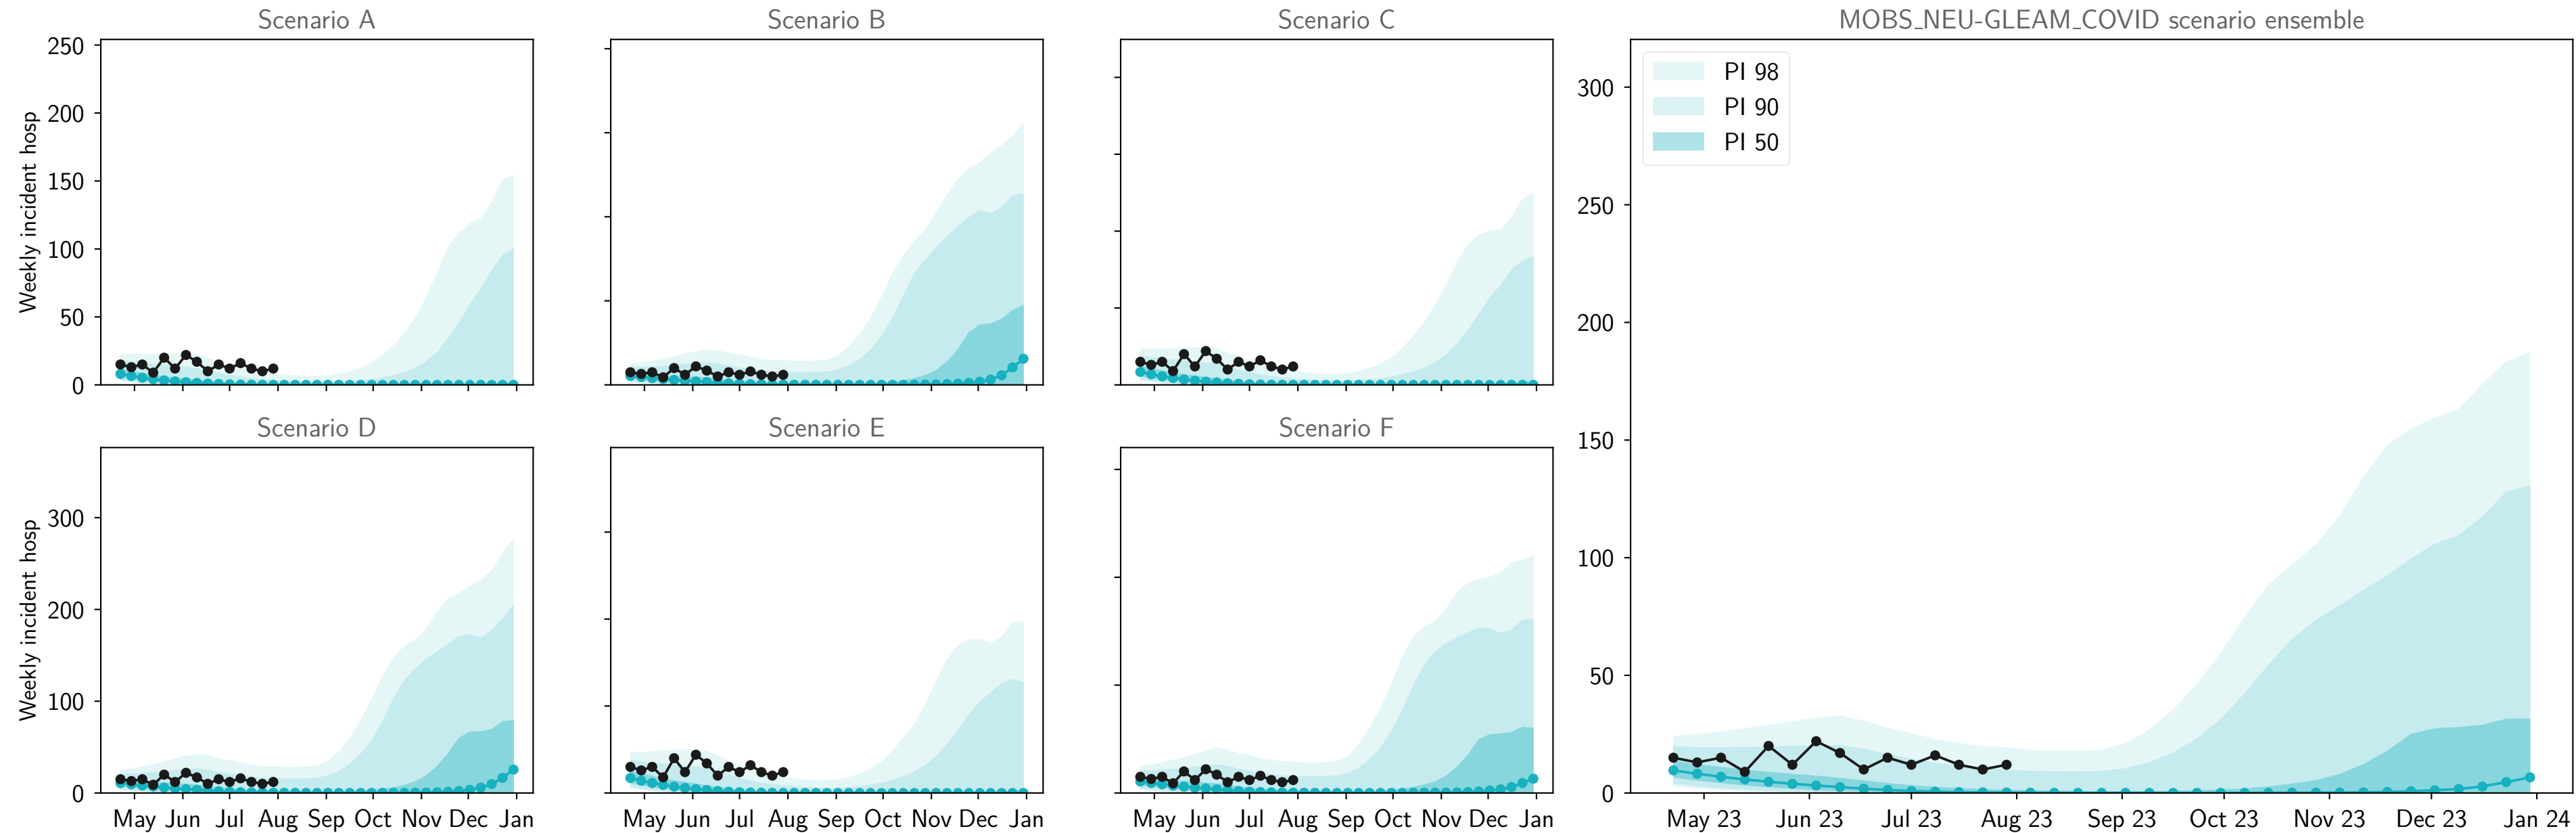 Scenario A
Scenario B
Scenario C
MOBS_NEU-GLEAM_COVID scenario ensemble
Weekly incident hosp
250
200
150
100
50
0
PI 98
PI 90
PI 50
300
250
200
150
100
50
0
Scenario D
Scenario E
Scenario F
Weekly incident hosp
300
200
100
0
May Jun Jul Aug Sep Oct Nov Dec Jan
May Jun Jul Aug Sep Oct Nov Dec Jan
May Jun Jul Aug Sep Oct Nov Dec Jan
May 23 Jun 23 Jul 23 Aug 23 Sep 23 Oct 23 Nov 23 Dec 23 Jan 24